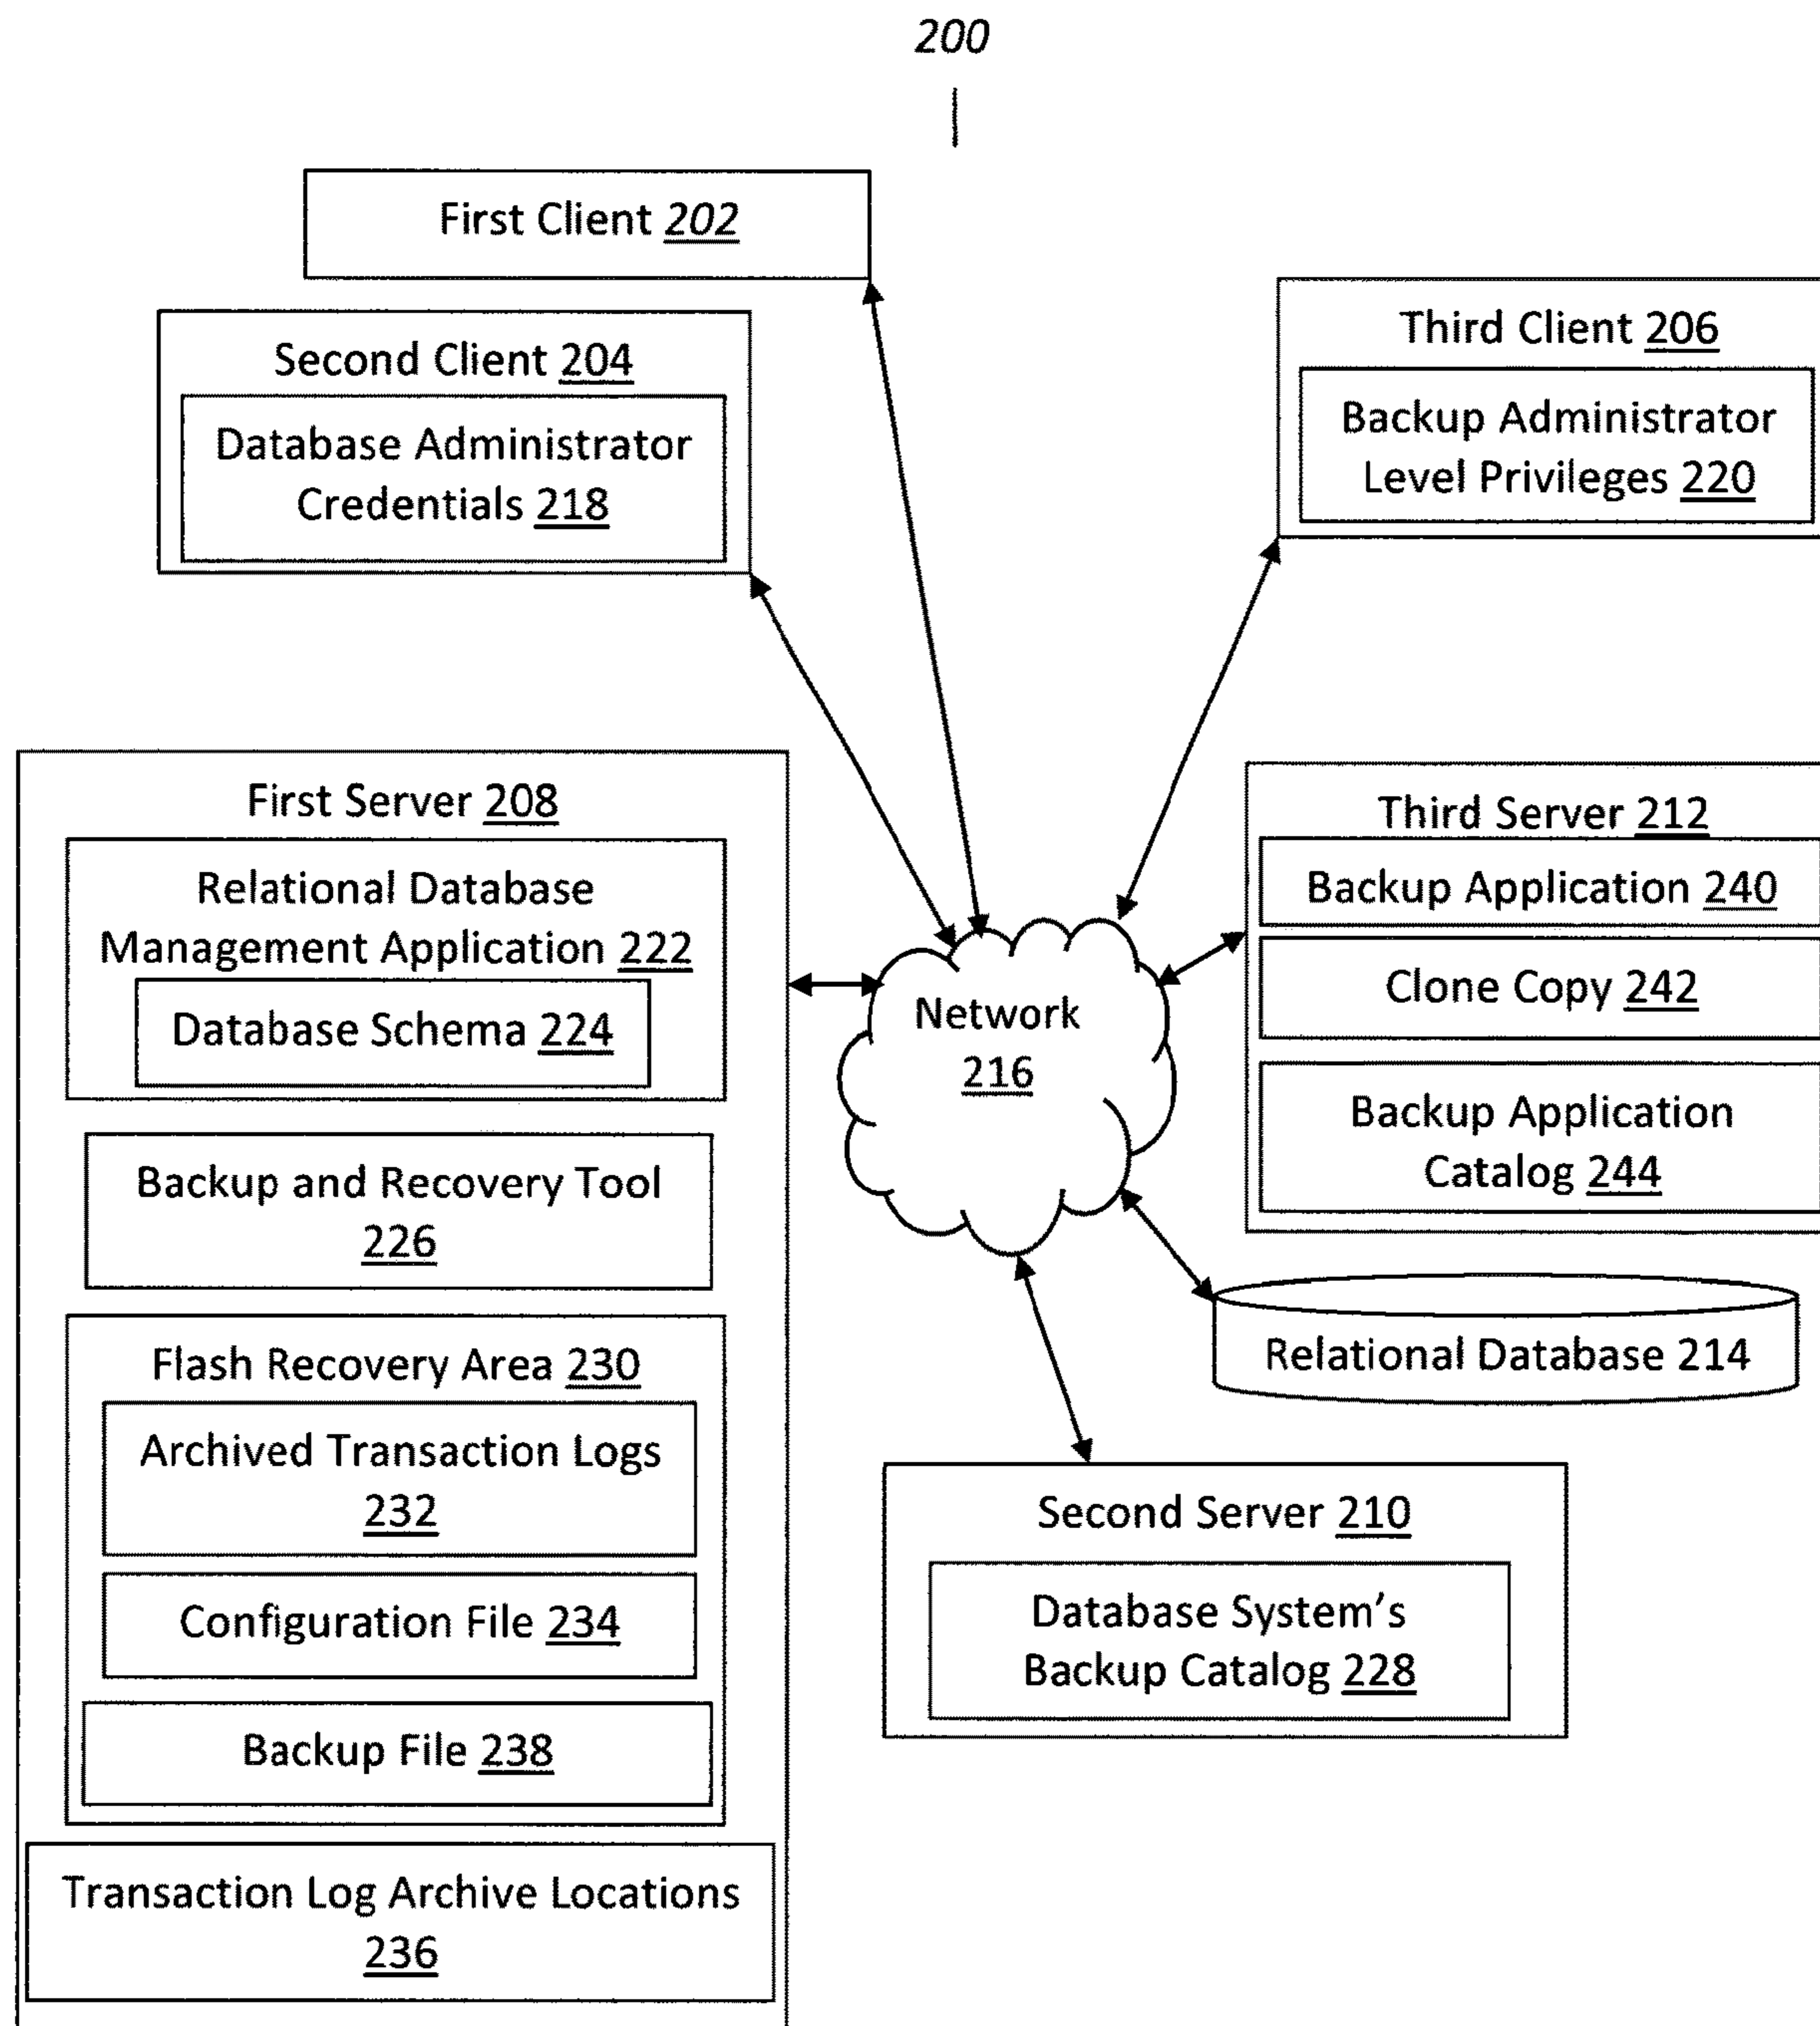 200
First Client 202
Second Client 204
Database Administrator
Credentials 218
Third Client 206
Backup Administrator
Level Privileges 220
First Server 208
Relational Database
Management Application 222
Database Schema 224
Backup and Recovery Tool
226
Flash Recovery Area 230
Archived Transaction Logs
232
Configuration File 234
Backup File 238
Transaction Log Archive Locations
236
Network
216
Third Server 212
Backup Application 240
Clone Copy 242
Backup Application
Catalog 244
Relational Database 214
Second Server 210
Database System’s
Backup Catalog 228